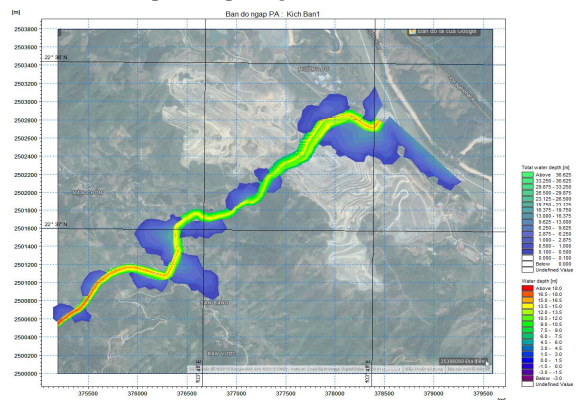 Ban do ngap PA : Kich Ban1
[m]
2503800
2503600
2503400
2503200
2503000
2502800
2502600
2502400
2502200
2502000
2501800
2501600
2501400
2501200
2501000
2500800
2500600
2500400
2500200
2500000
375500
376000
376500
377000
377500
378000
378500
379000
379500
Bản đồ là của Google
Total water depth [m]
Above 36.625
33.250 - 36.625
29.875 - 33.250
26.500 - 29.875
23.125 - 26.500
19.750 - 23.125
16.375 - 19.750
13.000 - 16.375
9.625 - 13.000
6.250 - 9.625
2.875 - 6.250
1.000 - 2.875
0.500 - 1.000
0.100 - 0.500
0.000 - 0.100
Below 0.000
Undefined Value
Water depth [m]
Above 18.0
16.5 - 18.0
15.0 - 16.5
13.5 - 15.0
12.0 - 13.5
10.5 - 12.0
9.0 - 10.5
7.5 - 9.0
6.0 - 7.5
4.5 - 6.0
3.0 - 4.5
1.5 - 3.0
0.0 - 1.5
-1.5 - 0.0
-3.0 - -1.5
Below -3.0
Undefined Value